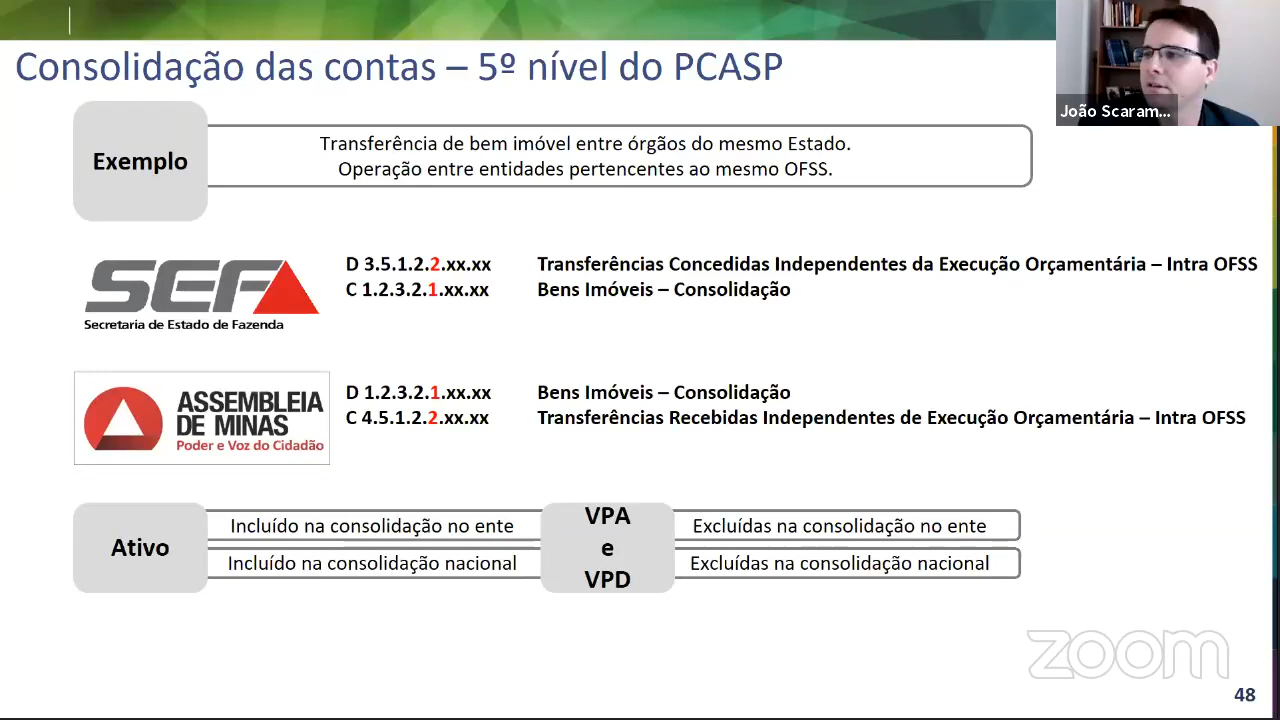 Consolidação das contas – 5º nível do PCASP
João Scaram...
Exemplo
Transferência de bem imóvel entre órgãos do mesmo Estado.
Operação entre entidades pertencentes ao mesmo OFSS.
SEF
Secretaria de Estado de Fazenda
D 3.5.1.2.2.xx.xx Transferências Concedidas Independentes da Execução Orçamentária – Intra OFSS
C 1.2.3.2.1.xx.xx Bens Imóveis – Consolidação
ASSEMBLEIA
DE MINAS
Poder e Voz do Cidadão
D 1.2.3.2.1.xx.xx Bens Imóveis – Consolidação
C 4.5.1.2.2.xx.xx Transferências Recebidas Independentes de Execução Orçamentária – Intra OFSS
Ativo
Incluído na consolidação no ente
Incluído na consolidação nacional
VPA
e
VPD
Excluídas na consolidação no ente
Excluídas na consolidação nacional
zoom
48